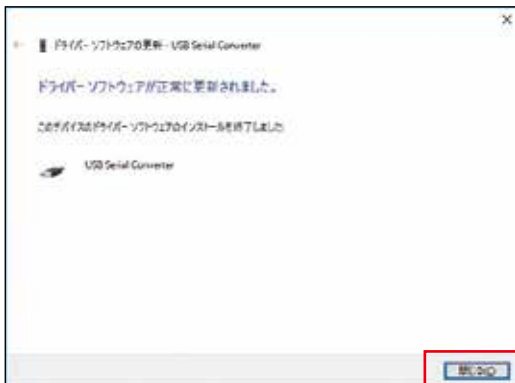 ドライバー ソフトウェアの更新 - USB Serial Converter
ドライバー ソフトウェアが正常に更新されました。
このデバイスのドライバー ソフトウェアのインストールを終了しました:
USB Serial Converter
閉じる(C)